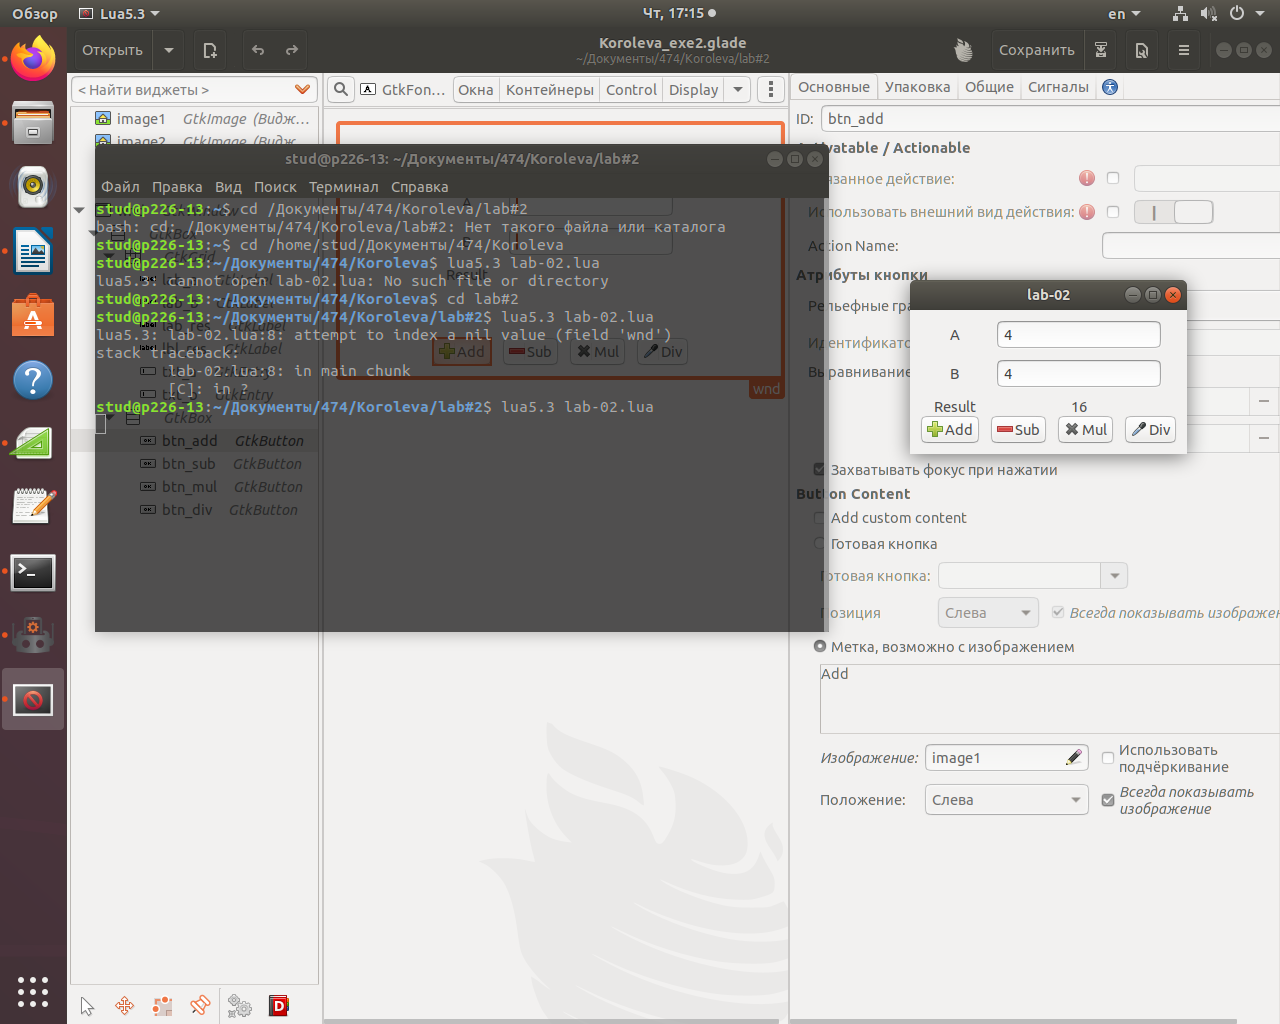 Обзор
Lua5.3
Чт, 17:15
en
Открыть
Koroleva_exe2.glade
~/Документы/474/Koroleva/lab#2
Сохранить
< Найти виджеты >
GtkFon...
Окна
Контейнеры
Control
Display
Основные
Упаковка
Общие
Сигналы
image1 GtkImage (Видж...
image2 GtkImage (Видж...
ID:
btn_add
stud@p226-13: ~/Документы/474/Koroleva/lab#2
Файл Правка Вид Поиск Терминал Справка
stud@p226-13:~$ cd /Документы/474/Koroleva/lab#2
bash: cd: /Документы/474/Koroleva/lab#2: Нет такого файла или каталога
stud@p226-13:~$ cd /home/stud/Документы/474/Koroleva
stud@p226-13:~/Документы/474/Koroleva$ lua5.3 lab-02.lua
lua5.3: cannot open lab-02.lua: No such file or directory
stud@p226-13:~/Документы/474/Koroleva$ cd lab#2
stud@p226-13:~/Документы/474/Koroleva/lab#2$ lua5.3 lab-02.lua
lua5.3: lab-02.lua:8: attempt to index a nil value (field 'wnd')
stack traceback:
lab-02.lua:8: in main chunk
[C]: in ?
stud@p226-13:~/Документы/474/Koroleva/lab#2$ lua5.3 lab-02.lua
Add
Sub
Mul
Div
wnd
lab_res GtkLabel
GtkLabel
GtkEntry
GtkBox
btn_add GtkButton
btn_sub GtkButton
btn_mul GtkButton
btn_div GtkButton
vatable / Actionable
занное действие:
Использовать внешний вид действия:
Action Name:
Атрибуты кнопки
Рельефные гра
Идентификато
Выравнивание
lab-02
A
4
B
4
Result
16
Add
Sub
Mul
Div
Захватывать фокус при нажатии
Button Content
Add custom content
Готовая кнопка
Готовая кнопка:
Позиция
Слева
Всегда показывать изображен
Метка, возможно с изображением
Add
Изображение:
image1
Использовать
подчёркивание
Положение:
Слева
Всегда показывать
изображение